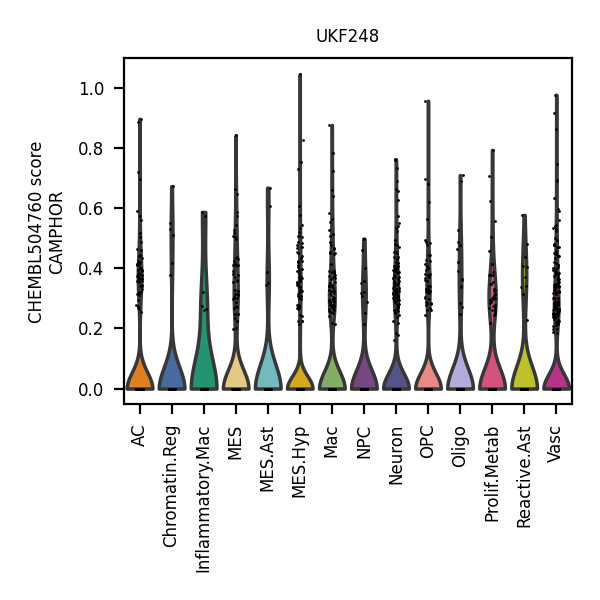 UKF248
CHEMBL504760 score
CAMPHOR
1.0
0.8
0.6
0.4
0.2
0.0
AC
Chromatin.Reg
Inflammatory.Mac
MES
MES.Ast
MES.Hyp
Mac
NPC
Neuron
OPC
Oligo
Prolif.Metab
Reactive.Ast
Vasc